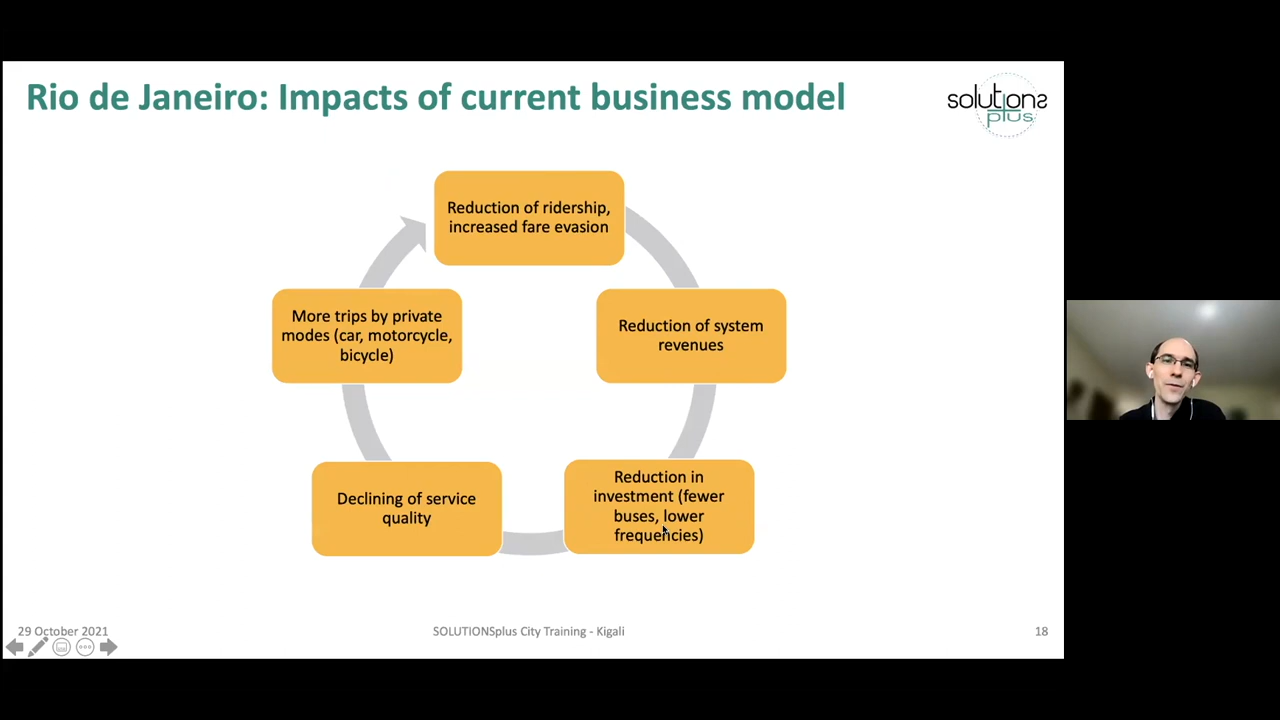 Rio de Janeiro: Impacts of current business model
solutions
plus
Reduction of ridership,
increased fare evasion
Reduction of system
revenues
Reduction in
investment (fewer
buses, lower
frequencies)
Declining of service
quality
More trips by private
modes (car, motorcycle,
bicycle)
29 October 2021
SOLUTIONSplus City Training - Kigali
18